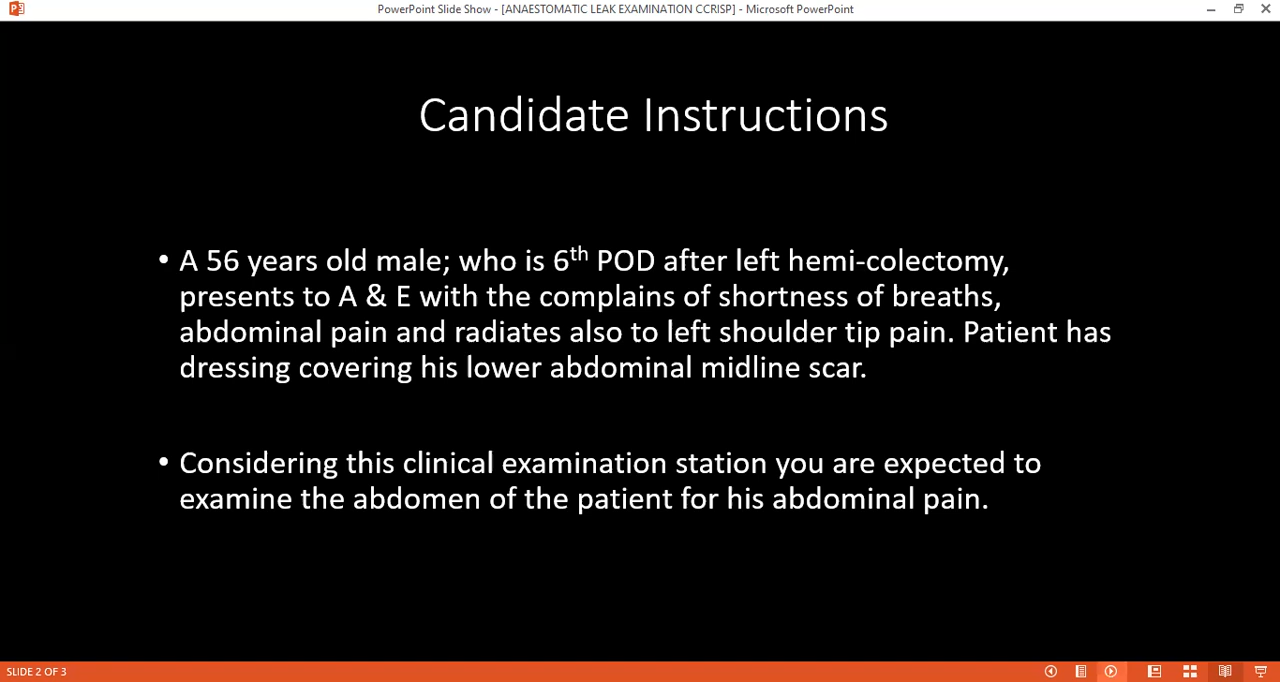 PowerPoint Slide Show - [ANAESTOMATIC LEAK EXAMINATION CCRISP] - Microsoft PowerPoint
Candidate Instructions
• A 56 years old male; who is 6th POD after left hemi-colectomy,
presents to A & E with the complains of shortness of breaths,
abdominal pain and radiates also to left shoulder tip pain. Patient has
dressing covering his lower abdominal midline scar.
• Considering this clinical examination station you are expected to
examine the abdomen of the patient for his abdominal pain.
SLIDE 2 OF 3